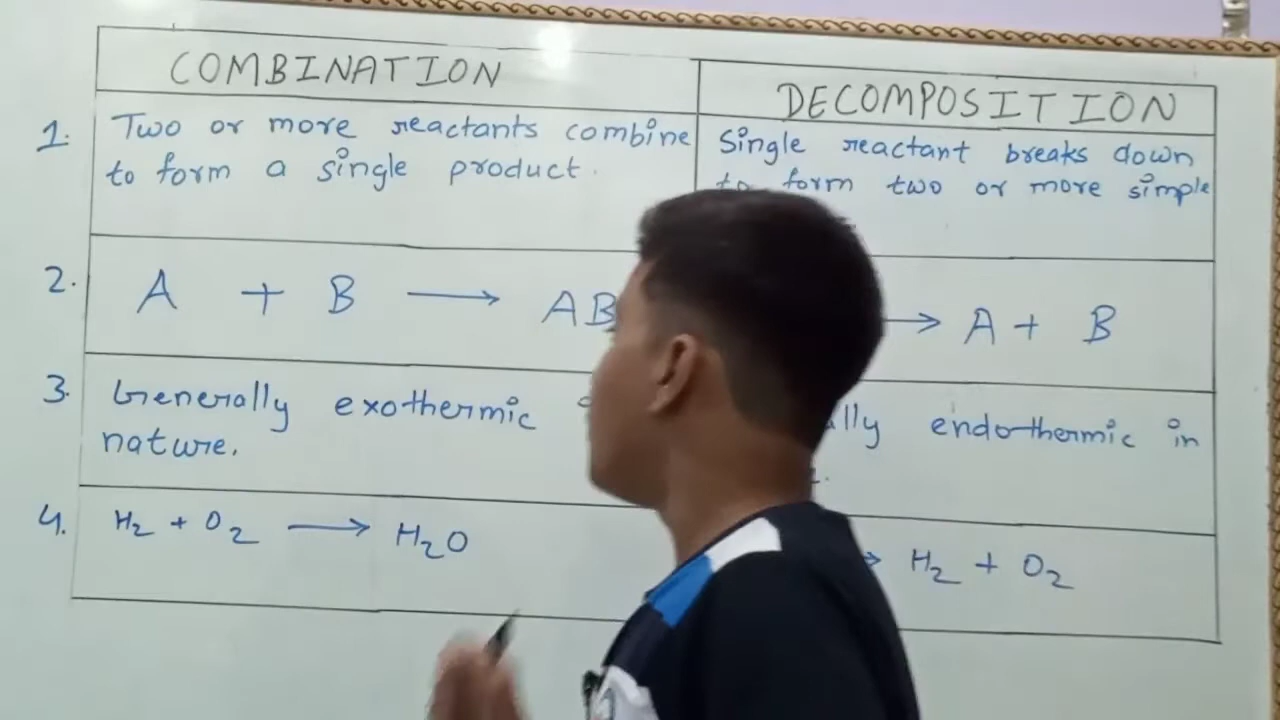 COMBINATION
DECOMPOSITION
1. Two or more reactants combine
to form a single product.
Single reactant breaks down
to form two or more simple
2. A + B ⟶ AB
⟶ A + B
3. Generally exothermic
nature.
endothermic in
4. H₂ + O₂ ⟶ H₂O
H₂ + O₂